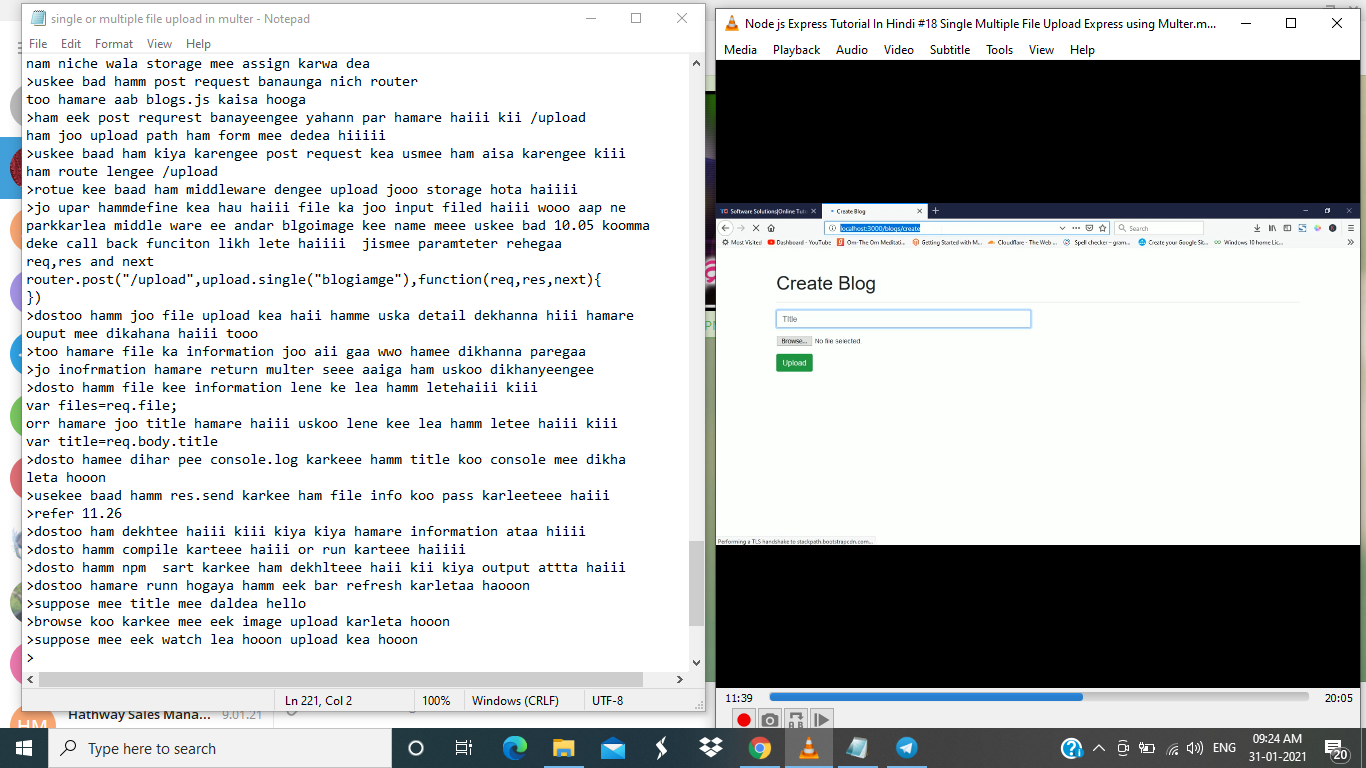 single or multiple file upload in multer - Notepad
File Edit Format View Help
nam niche wala storage mee assign karwa dea
>uskee bad hamm post request banaunga nich router
too hamare aab blogs.js kaisa hooga
>ham eek post requrest banayeengee yahann par hamare haiii kii /upload
ham joo upload path ham form mee dedea hiiiii
>uskee baad ham kiya karengee post request kea usmee ham aisa karengee kiii
ham route lengee /upload
>rotue kee baad ham middleware dengee upload jooo storage hota haiiii
>jo upar hammdefine kea hau haiii file ka joo input filed haiii wooo aap ne
parkkarlea middle ware ee andar blgoimage kee name meee uskee bad 10.05 koomma
deke call back funciton likh lete haiiii  jismee paramteter rehegaa
req,res and next
router.post("/upload",upload.single("blogiamge"),function(req,res,next){
})
>dostoo hamm joo file upload kea haii hamme uska detail dekhanna hiii hamare
ouput mee dikahana haiii tooo
>too hamare file ka information joo aii gaa wwo hamee dikhanna paregaa
>jo inofrmation hamare return multer seee aaiga ham uskoo dikhanyeengee
>dosto hamm file kee information lene ke lea hamm letehaiii kiii
var files=req.file;
orr hamare joo title hamare haiii uskoo lene kee lea hamm letee haiii kiii
var title=req.body.title
>dosto hamee dihar pee console.log karkeee hamm title koo console mee dikha
leta hooon
>usekee baad hamm res.send karkee ham file info koo pass karleeteee haiii
>refer 11.26
>dostoo ham dekhtee haiii kiii kiya kiya hamare information ataa hiiii
>dosto hamm compile karteee haiii or run karteee haiiii
>dosto hamm npm  sart karkee ham dekhlteee haii kii kiya output attta haiii
>dostoo hamare runn hogaya hamm eek bar refresh karletaa haooon
>suppose mee title mee daldea hello
>browse koo karkee mee eek image upload karleta hooon
>suppose mee eek watch lea hooon upload kea hooon
>
Ln 221, Col 2 100% Windows (CRLF) UTF-8
Hathway Sales Mana... 9.01.21
HM
Node js Express Tutorial In Hindi #18 Single Multiple File Upload Express using Multer.m...
Media Playback Audio Video Subtitle Tools View Help
Software Solutions|Online Tuto
Create Blog
localhost:3000/blogs/create
Search
Most Visited Dashboard - YouTube Om-The Om Meditati... Getting Started with M... Cloudflare - The Web ... Spell checker – gram... Create your Google Sit... Windows 10 home Lic...
Create Blog
Title
Browse... No file selected
Upload
Performing a TLS handshake to stackpath.bootstrapcdn.com...
11:39 20:05
Type here to search
ENG
09:24 AM
31-01-2021
20